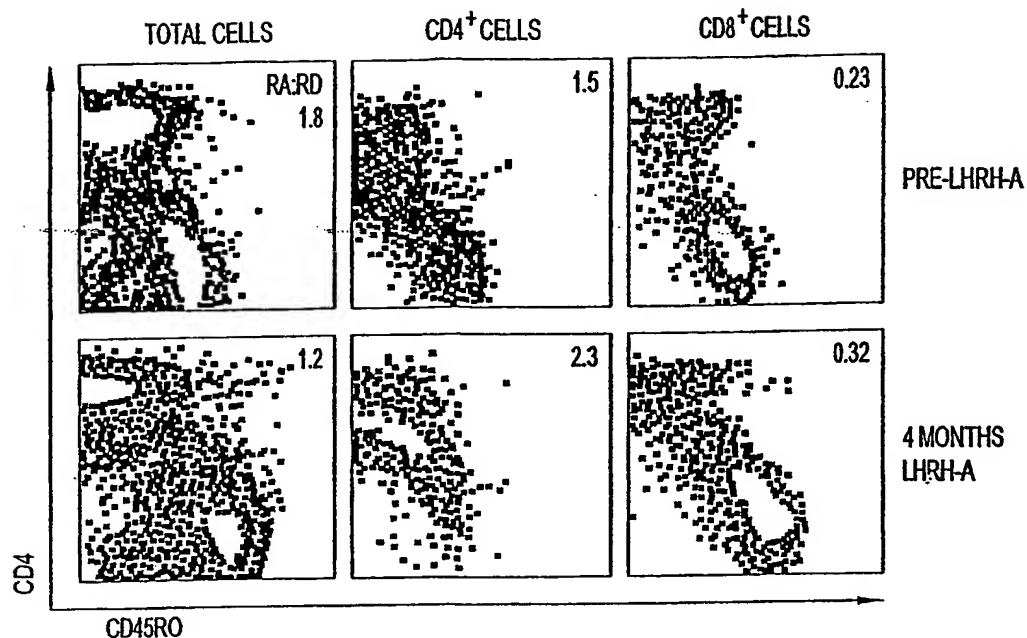 TOTAL CELLS
CD4+ CELLS
CD8+ CELLS
RA:RD
1.8
1.5
0.23
PRE-LHRH-A
1.2
2.3
0.32
4 MONTHS
LHRH-A
CD4
CD45RO